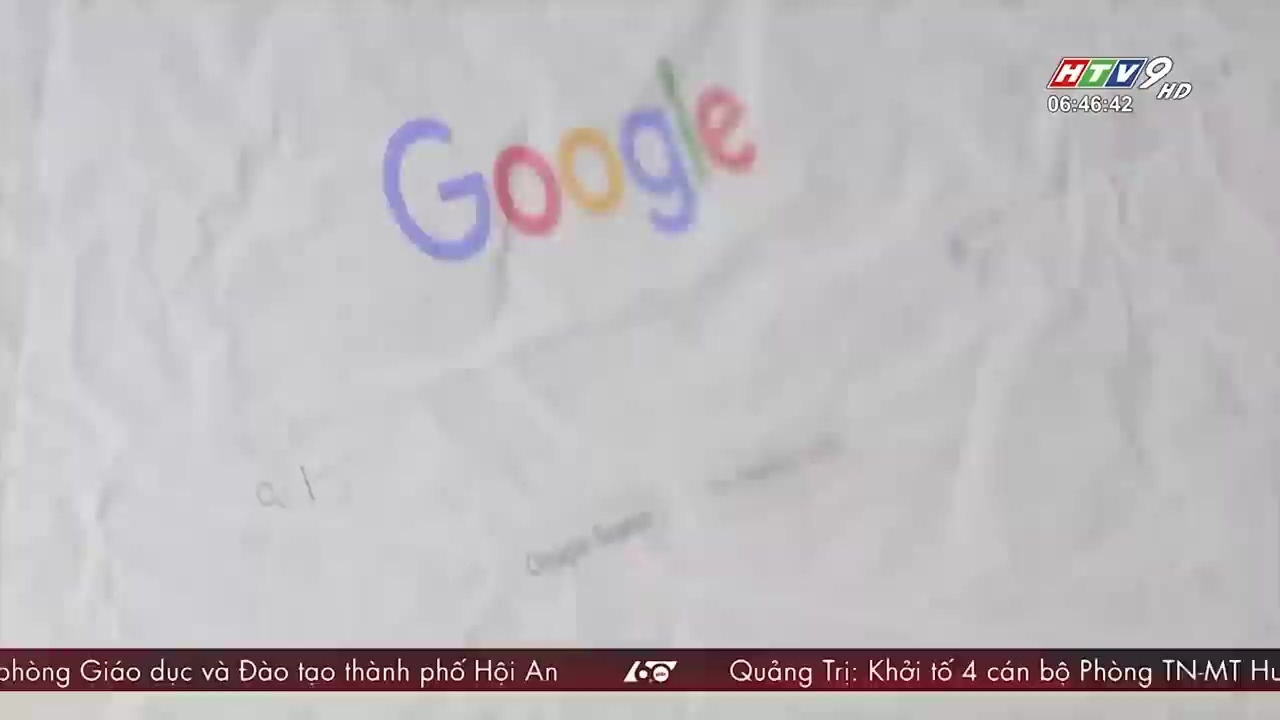 HTV9 HD
06:46:42
Google
Google Search
phòng Giáo dục và Đào tạo thành phố Hội An
60 Quảng Trị: Khởi tố 4 cán bộ Phòng TN-MT Hu